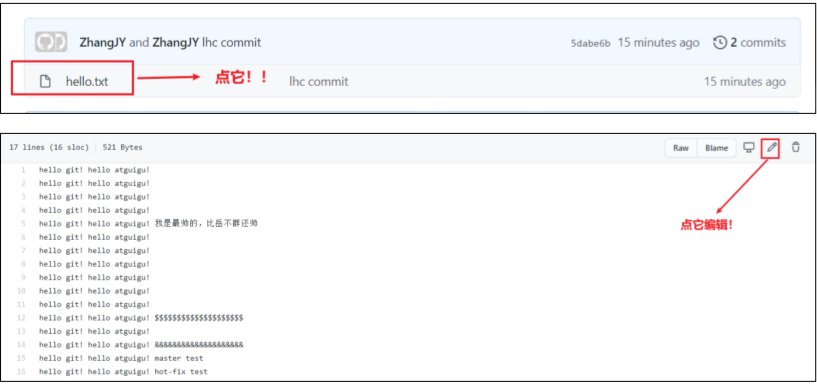 ZhangJY and ZhangJY lhc commit 5dabe6b 15 minutes ago 2 commits
hello.txt 点它！！ lhc commit 15 minutes ago
17 lines (16 sloc) 521 Bytes Raw Blame
1 hello git! hello atguigu!
2 hello git! hello atguigu!
3 hello git! hello atguigu!
4 hello git! hello atguigu!
5 hello git! hello atguigu! 我是最帅的，比岳不群还帅
点它编辑!
6 hello git! hello atguigu!
7 hello git! hello atguigu!
8 hello git! hello atguigu!
9 hello git! hello atguigu!
10 hello git! hello atguigu!
11 hello git! hello atguigu!
12 hello git! hello atguigu! $$$$$$$$$$$$$$$$$$$$
13 hello git! hello atguigu!
14 hello git! hello atguigu! &&&&&&&&&&&&&&&&&&&&
15 hello git! hello atguigu! master test
16 hello git! hello atguigu! hot-fix test